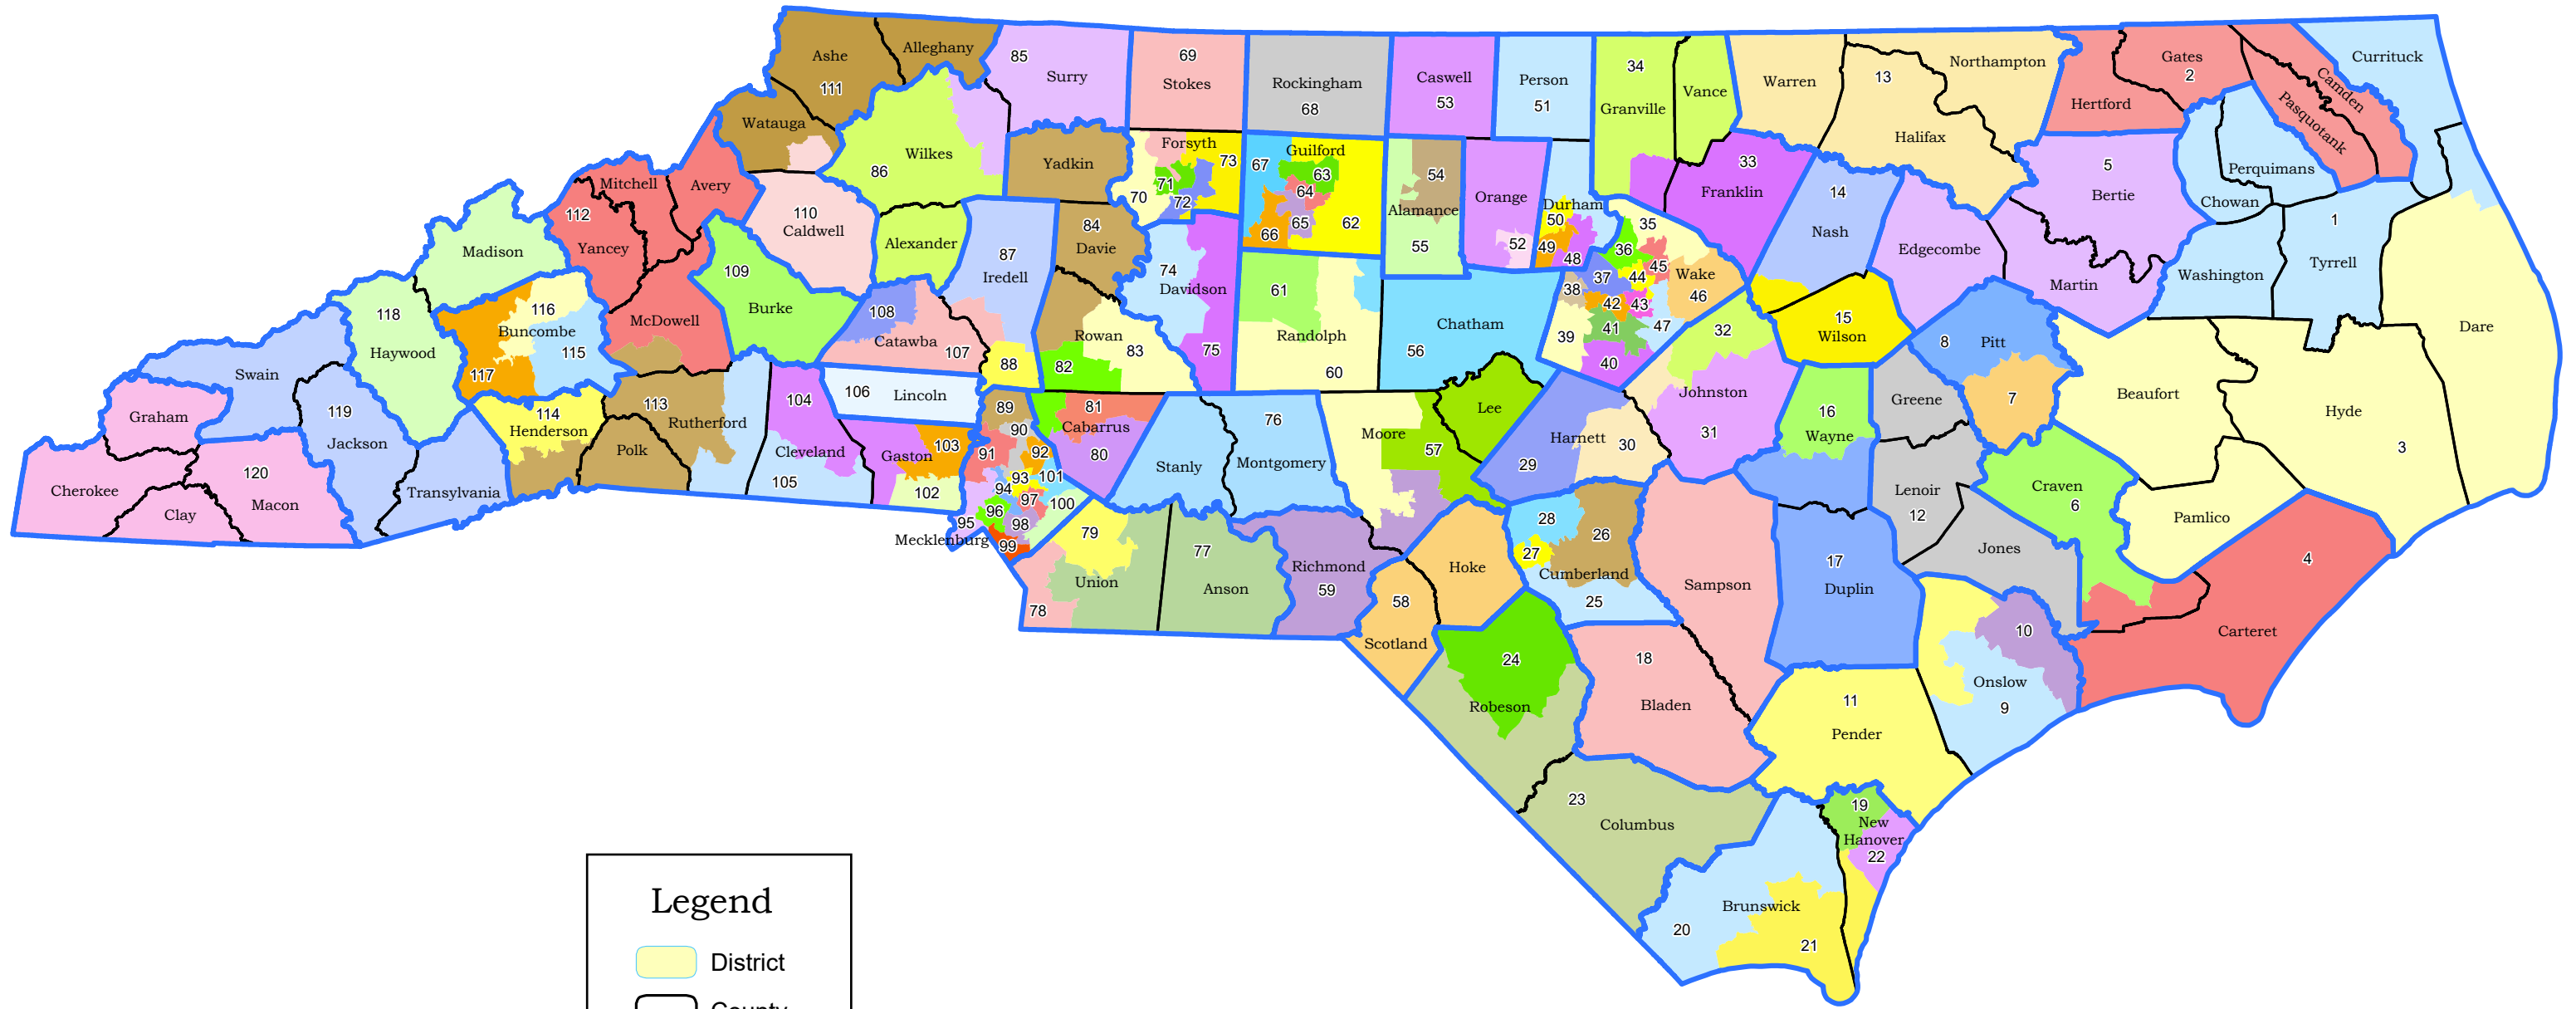 Ashe
111
Alleghany
85
Surry
69
Stokes
Rockingham
68
Caswell
53
Person
51
34
Granville
Vance
Warren
13
Northampton
Halifax
Gates
2
Hertford
Camden
Pasquotank
Currituck
Watauga
Wilkes
86
Yadkin
Forsyth
73
70
71
72
Guilford
67
63
64
65
66
62
54
Alamance
55
Orange
52
Durham
50
49
48
33
Franklin
14
Nash
Edgecombe
5
Bertie
Perquimans
Chowan
1
Washington
Tyrrell
Martin
Dare
Mitchell
Avery
112
Yancey
110
Caldwell
Alexander
87
Iredell
84
Davie
74
Davidson
75
61
Randolph
60
Chatham
56
35
36
45
37
44
Wake
46
38
42
43
39
41
47
40
32
15
Wilson
8
Pitt
7
Beaufort
Hyde
3
Madison
118
Haywood
116
Buncombe
115
117
McDowell
109
Burke
108
Catawba
107
88
Rowan
82
83
Swain
Graham
119
Jackson
114
Henderson
113
Rutherford
Polk
104
Cleveland
105
106
Lincoln
Gaston
103
102
89
90
91
92
93
94
101
97
100
96
98
95
Mecklenburg
99
81
Cabarrus
80
Stanly
76
Montgomery
Moore
57
Lee
Harnett
30
29
Johnston
31
16
Wayne
Greene
Lenoir
12
Craven
6
Pamlico
Jones
Cherokee
Clay
120
Macon
Transylvania
79
Union
78
77
Anson
Richmond
59
58
Scotland
Hoke
28
26
27
Cumberland
25
Sampson
17
Duplin
10
Onslow
9
4
Carteret
24
Robeson
18
Bladen
11
Pender
23
Columbus
19
New
Hanover
22
Brunswick
20
21
Legend
District